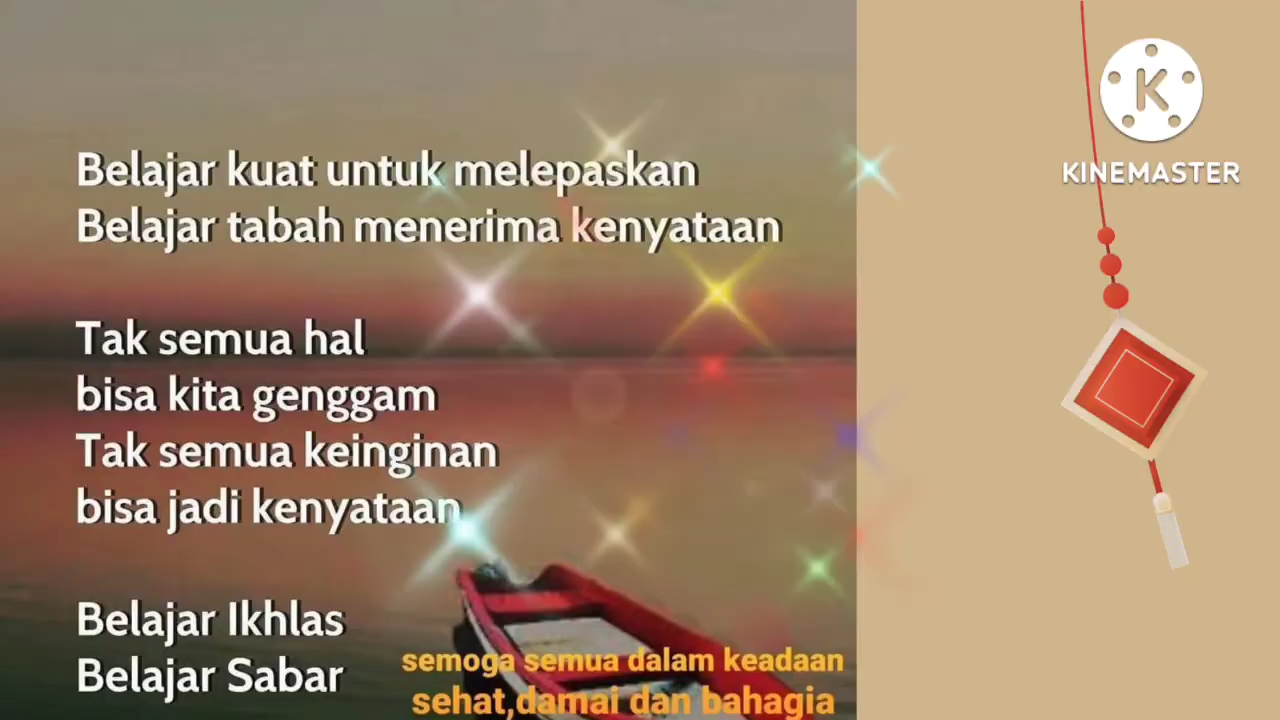 Belajar kuat untuk melepaskan
Belajar tabah menerima kenyataan
Tak semua hal
bisa kita genggam
Tak semua keinginan
bisa jadi kenyataan
Belajar Ikhlas
Belajar Sabar
semoga semua dalam keadaan
sehat,damai dan bahagia
K
KINEMASTER